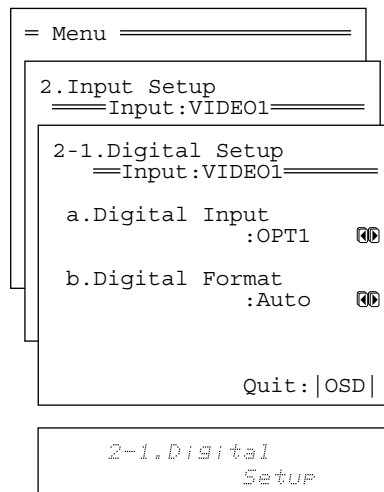 = Menu
2.Input Setup
Input:VIDEO1
2-1.Digital Setup
Input:VIDEO1
a.Digital Input
:OPT1
b.Digital Format
:Auto
Quit:|OSD|
2-1.Digital
Setup